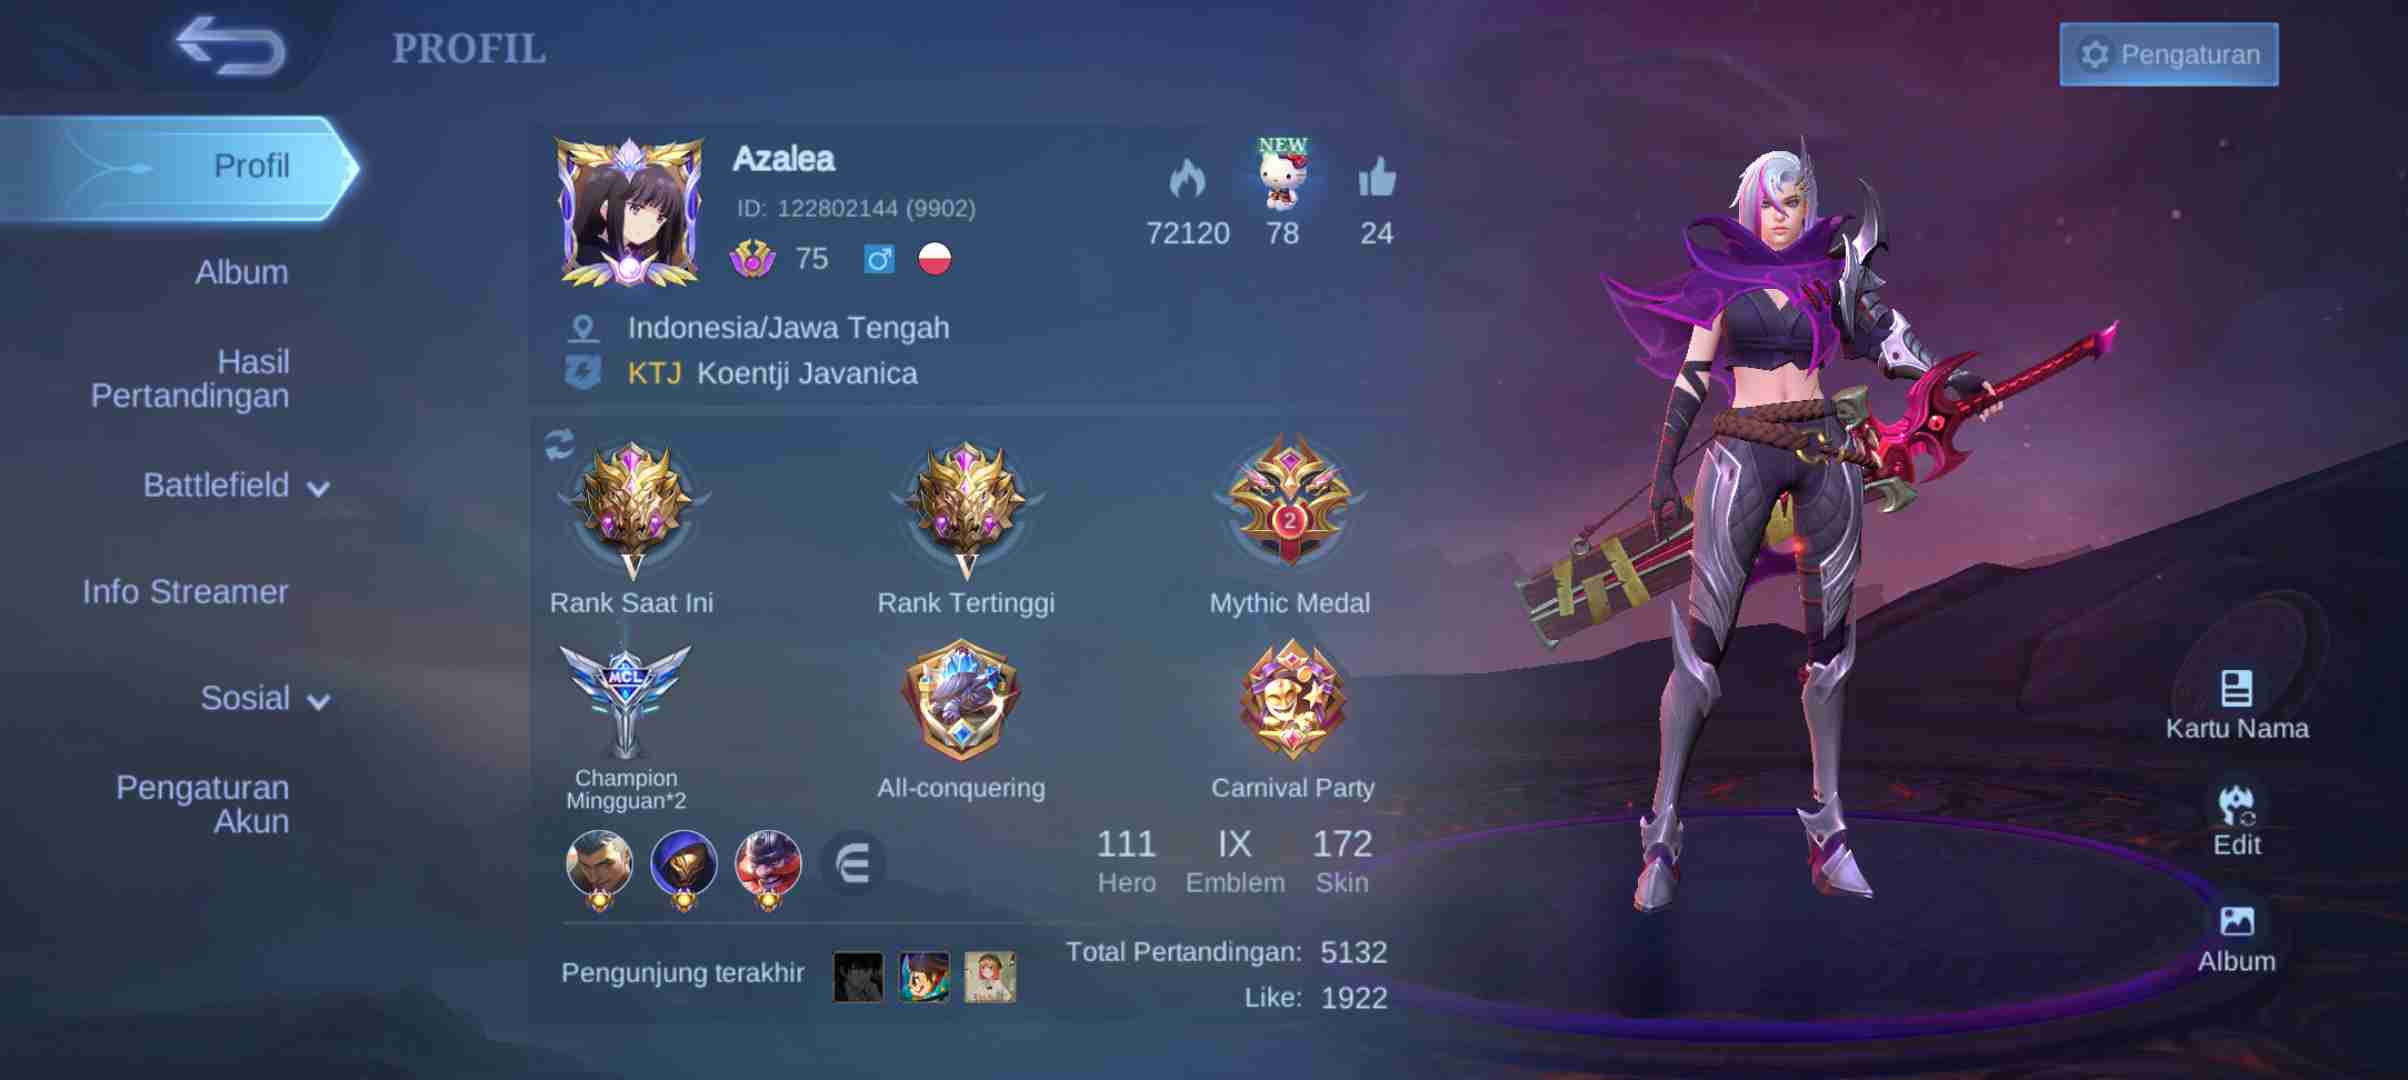 PROFIL
Pengaturan
Profil
Album
Hasil
Pertandingan
Battlefield
Info Streamer
Sosial
Pengaturan
Akun
Azalea
ID: 122802144 (9902)
75
NEW
72120
78
24
Indonesia/Jawa Tengah
KTJ Koentji Javanica
V
V
2
Rank Saat Ini
Rank Tertinggi
Mythic Medal
MCL
Champion
Mingguan*2
All-conquering
Carnival Party
111
IX
172
Hero
Emblem
Skin
Pengunjung terakhir
Total Pertandingan: 5132
Like: 1922
Kartu Nama
Edit
Album